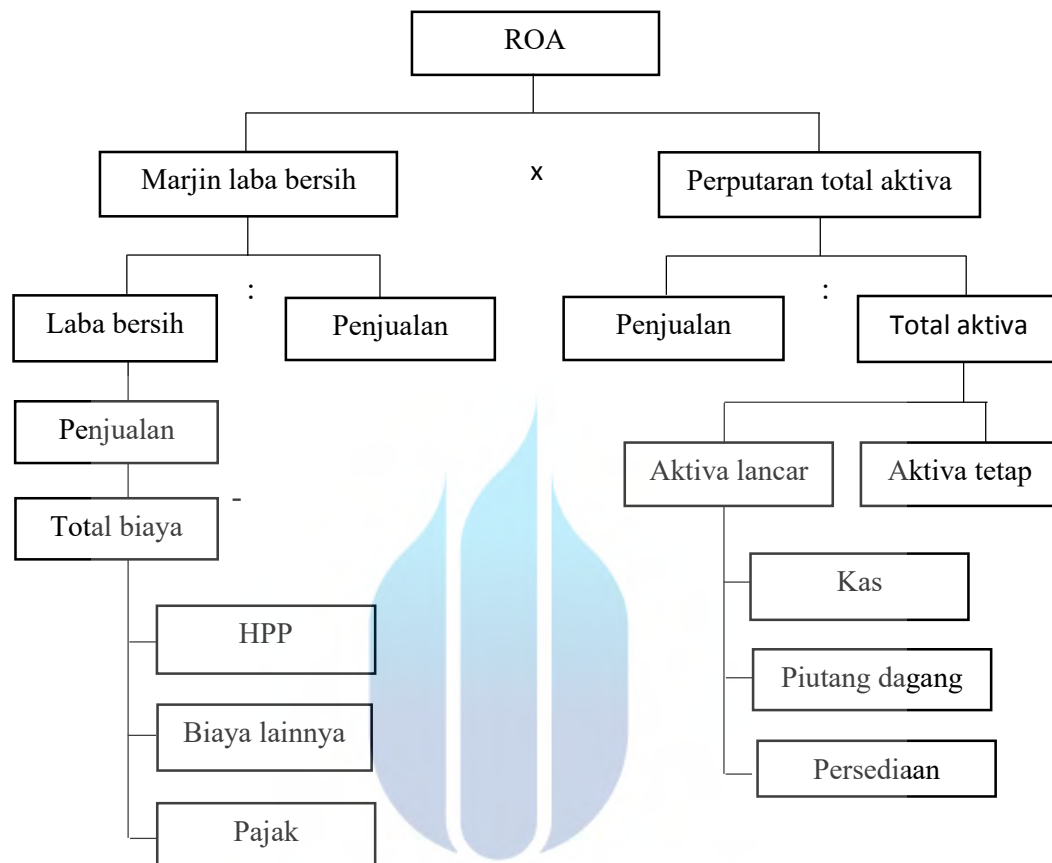 ROA
Marjin laba bersih
x
Perputaran total aktiva
:
:
Laba bersih
Penjualan
Penjualan
Total aktiva
Penjualan
Aktiva lancar
Aktiva tetap
-
Total biaya
Kas
HPP
Piutang dagang
Biaya lainnya
Persediaan
Pajak